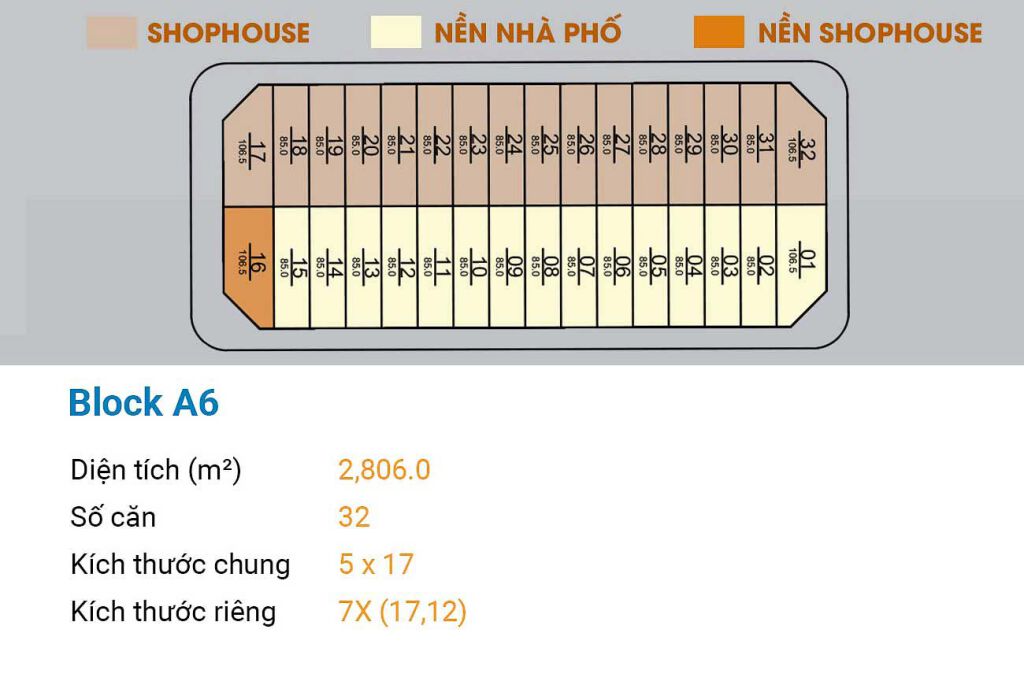 SHOPHOUSE NỀN NHÀ PHỐ NỀN SHOPHOUSE
17 18 19 20 21 22 23 24 25 26 27 28 29 30 31 32
106.5 85.0 85.0 85.0 85.0 85.0 85.0 85.0 85.0 85.0 85.0 85.0 85.0 85.0 85.0 106.5
16 15 14 13 12 11 10 09 08 07 06 05 04 03 02 01
106.5 85.0 85.0 85.0 85.0 85.0 85.0 85.0 85.0 85.0 85.0 85.0 85.0 85.0 85.0 106.5
Block A6
Diện tích (m²) 2,806.0
Số căn 32
Kích thước chung 5 x 17
Kích thước riêng 7X (17,12)